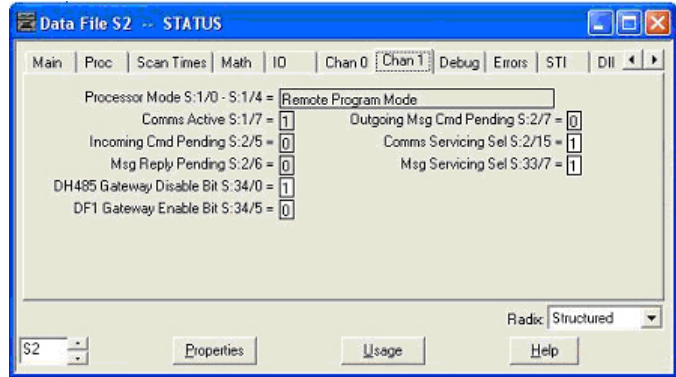 Data File S2 -- STATUS
Main Proc Scan Times Math IO Chan 0 Chan 1 Debug Errors STI DII
Processor Mode S:1/0 - S:1/4 = Remote Program Mode
Comms Active S:1/7 = 1 Outgoing Msg Cmd Pending S:2/7 = 0
Incoming Cmd Pending S:2/5 = 0 Comms Servicing Sel S:2/15 = 1
Msg Reply Pending S:2/6 = 0 Msg Servicing Sel S:33/7 = 1
DH485 Gateway Disable Bit S:34/0 = 1
DF1 Gateway Enable Bit S:34/5 = 0
Radix: Structured
S2 Properties Usage Help